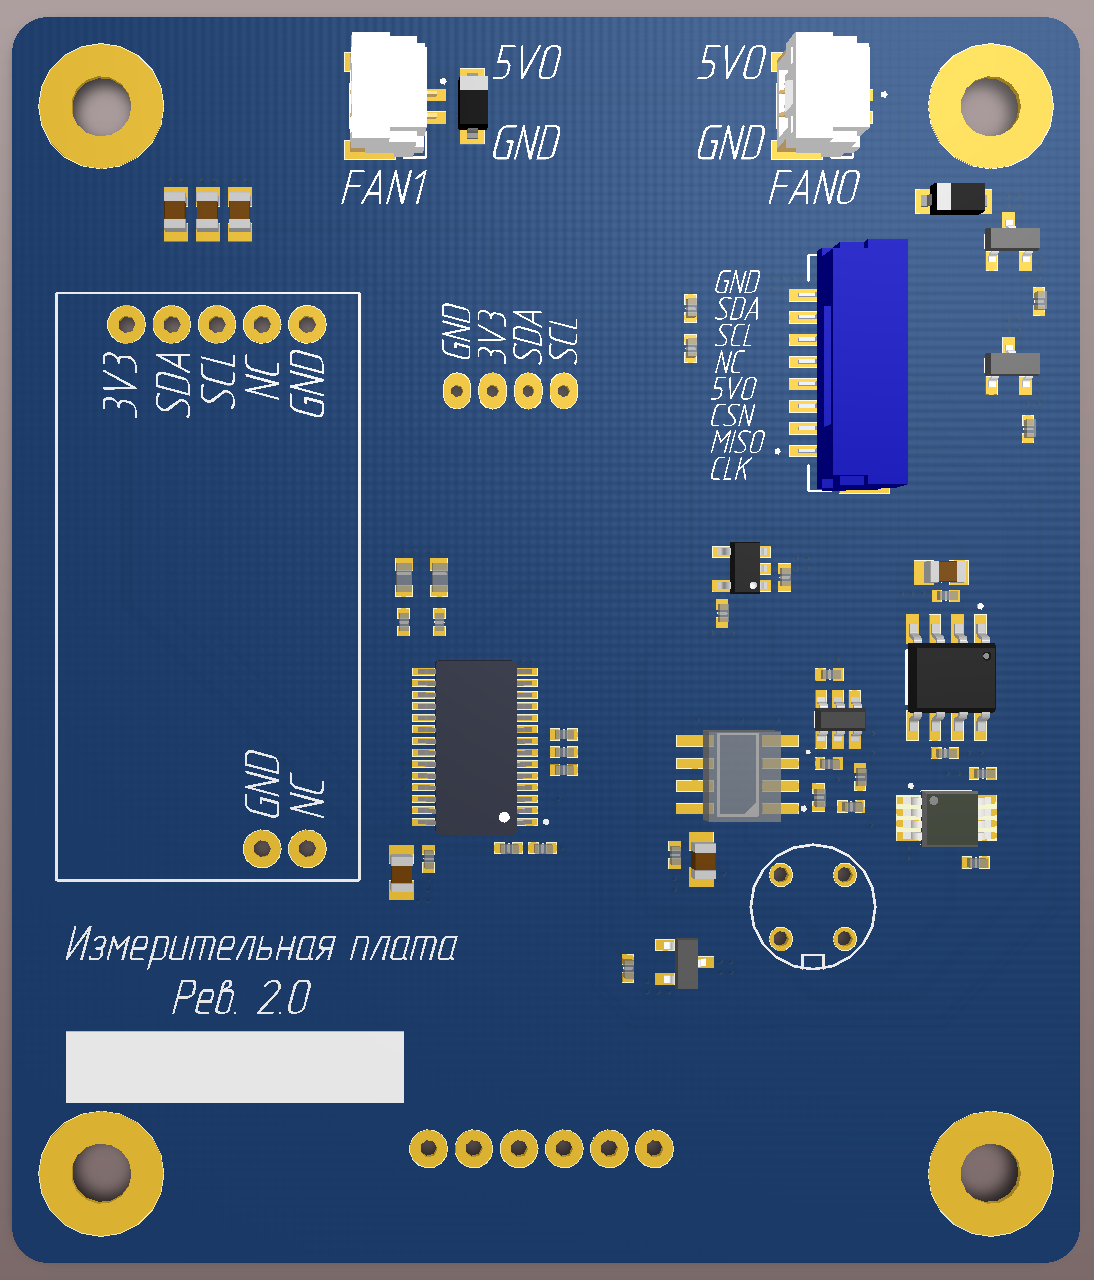 5V0
5V0
GND
GND
FAN1
FAN0
GND
SDA
SCL
NC
5V0
CSN
MISO
CLK
GND
3V3
SDA
SCL
3V3
SDA
SCL
NC
GND
GND
NC
Измерительная плата
Рев. 2.0